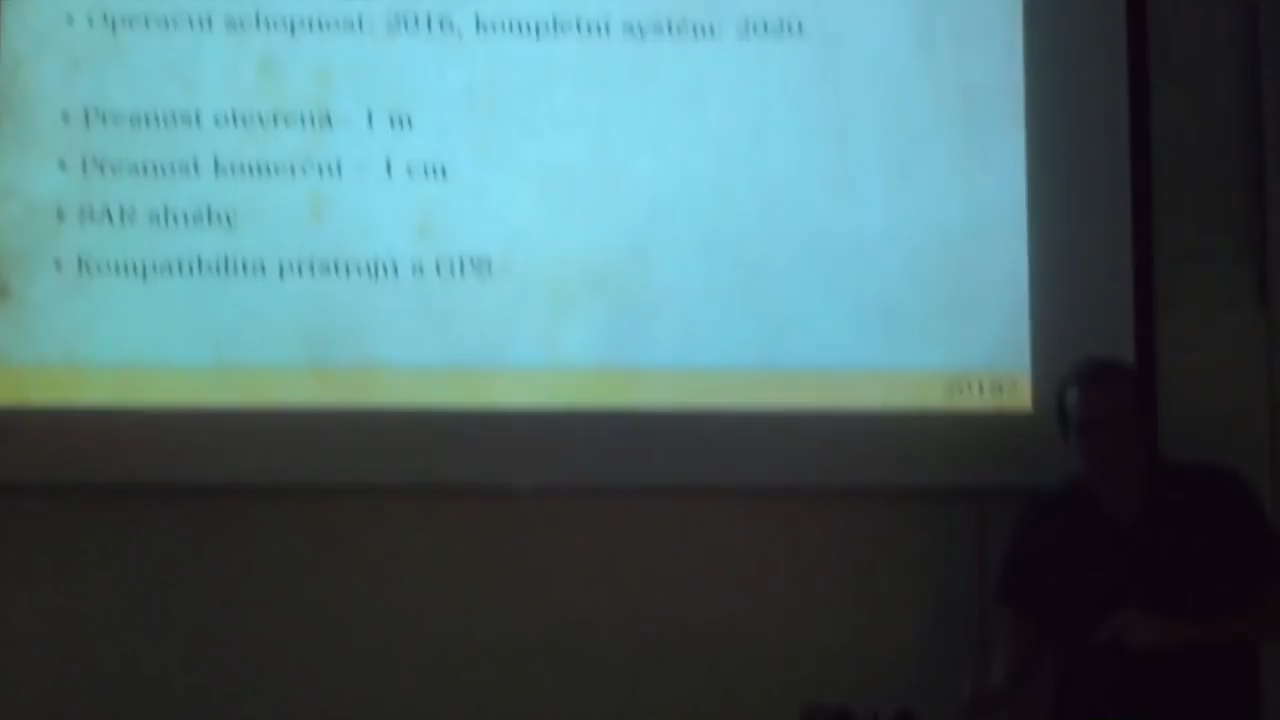 • Operační schopnost: 2016, kompletní systém: 2020
• Přesnost otevřená - 1 m
• Přesnost komerční - 1 cm
• SAR služby
• Kompatibilita přístrojů s GPS